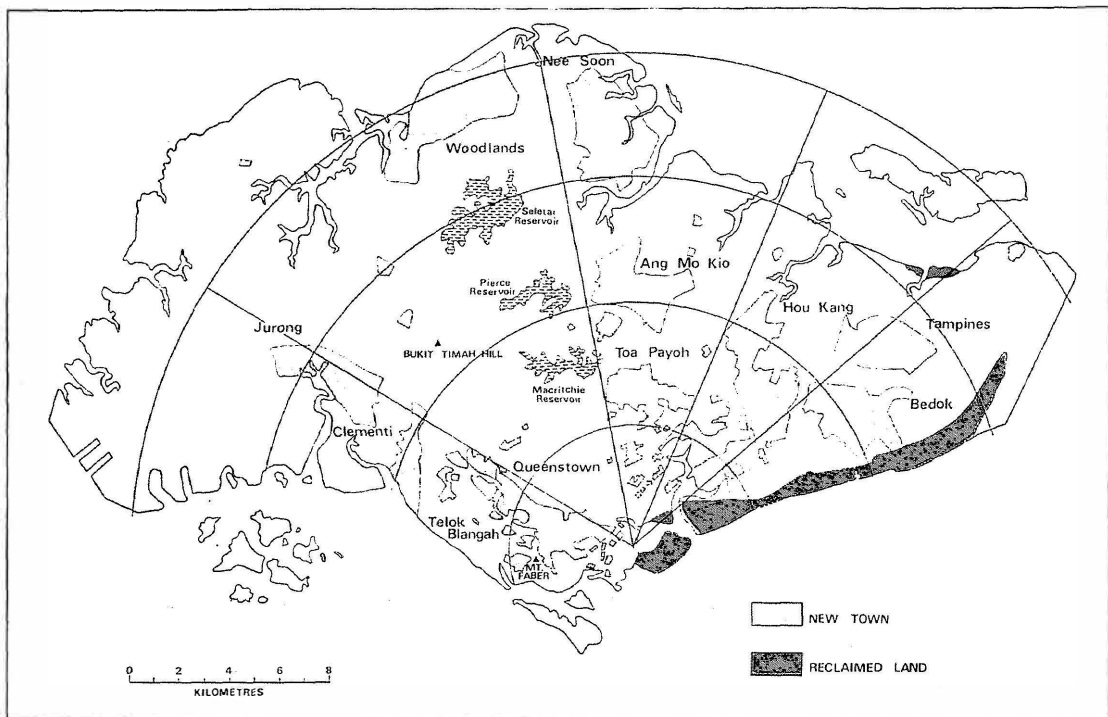 Nee Soon
Woodlands
Seletar
Reservoir
Ang Mo Kio
Pierce
Reservoir
Hou Kang
Jurong
Tampines
BUKIT TIMAH HILL
Toa Payoh
Macritchie
Reservoir
Bedok
Clementi
Queenstown
Telok
Blangah
MT.
FABER
NEW TOWN
RECLAIMED LAND
0 2 4 6 8
KILOMETRES